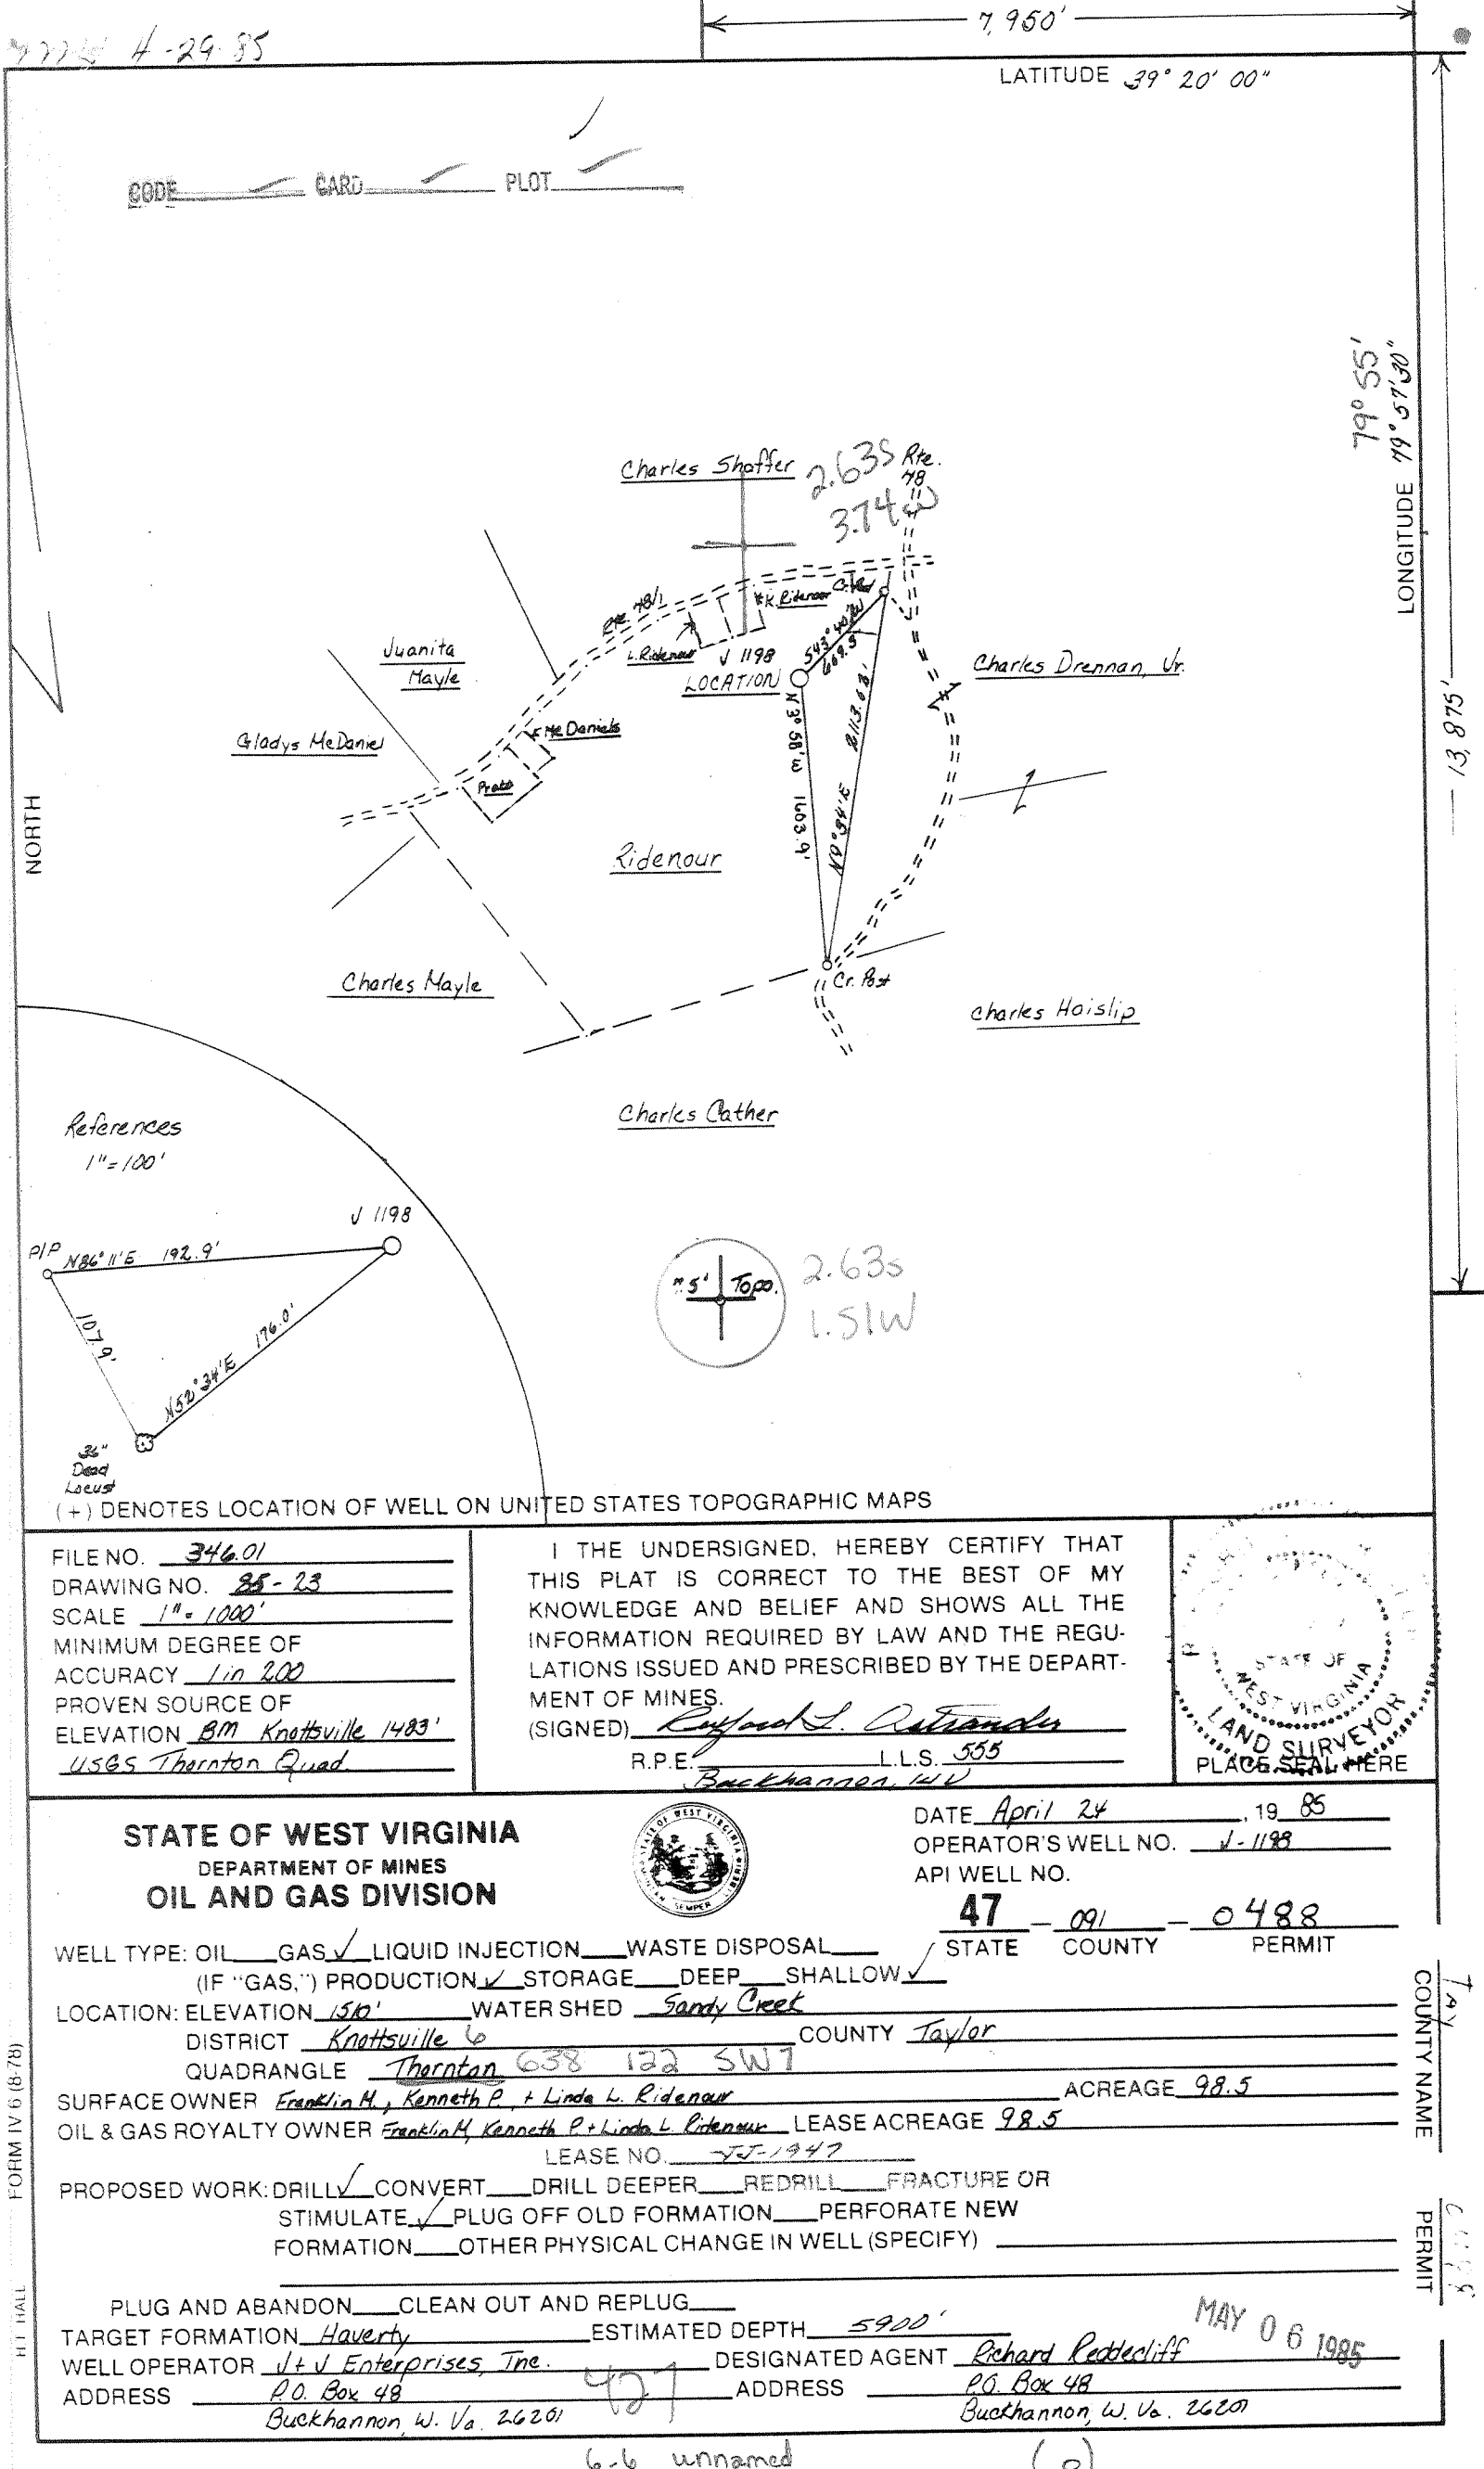 7,950'
4-29-85
LATITUDE 39° 20' 00"
CODE CARD PLOT
79° 55'
LONGITUDE 79° 57' 30"
13,875'
Charles Shaffer
2.63S
3.74W
Rte.
78
Rte. 78/1
K. Ridenour
L. Ridenour
J 1198
LOCATION
S43° 40'W
669.5'
Juanita
Mayle
Charles Drennan, Jr.
Gladys McDaniel
F. McDaniels
N 3° 58' W 1603.9'
2113.68'
NORTH
Ridenour
Charles Mayle
Cr. Post
Charles Haislip
Charles Cather
References
1"=100'
J 1198
P/P N86° 11'E 192.9'
107.9'
N52° 34'E 176.0'
36"
Dead
Locust
7.5' Topo.
2.63s
1.51W
(+) DENOTES LOCATION OF WELL ON UNITED STATES TOPOGRAPHIC MAPS
FILE NO. 346.01
DRAWING NO. 85-23
SCALE 1"= 1000'
MINIMUM DEGREE OF
ACCURACY 1 in 200
PROVEN SOURCE OF
ELEVATION BM Knottsville 1483'
USGS Thornton Quad.
I THE UNDERSIGNED, HEREBY CERTIFY THAT
THIS PLAT IS CORRECT TO THE BEST OF MY
KNOWLEDGE AND BELIEF AND SHOWS ALL THE
INFORMATION REQUIRED BY LAW AND THE REGU-
LATIONS ISSUED AND PRESCRIBED BY THE DEPART-
MENT OF MINES.
(SIGNED)
R.P.E. L.L.S. 555
Buckhannon, WV
STATE OF
WEST VIRGINIA
LAND SURVEYOR
PLACE SEAL HERE
STATE OF WEST VIRGINIA
DEPARTMENT OF MINES
OIL AND GAS DIVISION
DATE April 24, 19 85
OPERATOR'S WELL NO. J-1198
API WELL NO.
47 - 091 - 0488
STATE COUNTY PERMIT
WELL TYPE: OIL GAS ✓ LIQUID INJECTION WASTE DISPOSAL
(IF "GAS,") PRODUCTION ✓ STORAGE DEEP SHALLOW ✓
LOCATION: ELEVATION 1510' WATER SHED Sandy Creek
DISTRICT Knottsville 6 COUNTY Taylor
QUADRANGLE Thornton 638 122 SW7
SURFACE OWNER Franklin M., Kenneth P. + Linda L. Ridenour ACREAGE 98.5
OIL & GAS ROYALTY OWNER Franklin M, Kenneth P. + Linda L. Ridenour LEASE ACREAGE 98.5
LEASE NO. JJ-1947
PROPOSED WORK: DRILL ✓ CONVERT DRILL DEEPER REDRILL FRACTURE OR
STIMULATE ✓ PLUG OFF OLD FORMATION PERFORATE NEW
FORMATION OTHER PHYSICAL CHANGE IN WELL (SPECIFY)
PLUG AND ABANDON CLEAN OUT AND REPLUG
TARGET FORMATION Haverty ESTIMATED DEPTH 5900'
WELL OPERATOR J+J Enterprises, Inc. DESIGNATED AGENT Richard Reddecliff
ADDRESS P.O. Box 48 ADDRESS P.O. Box 48
Buckhannon, W. Va. 26201 Buckhannon, W. Va. 26201
427
MAY 06 1985
Tay
COUNTY NAME
PERMIT
FORM IV 6 (8-78)
6-6 unnamed